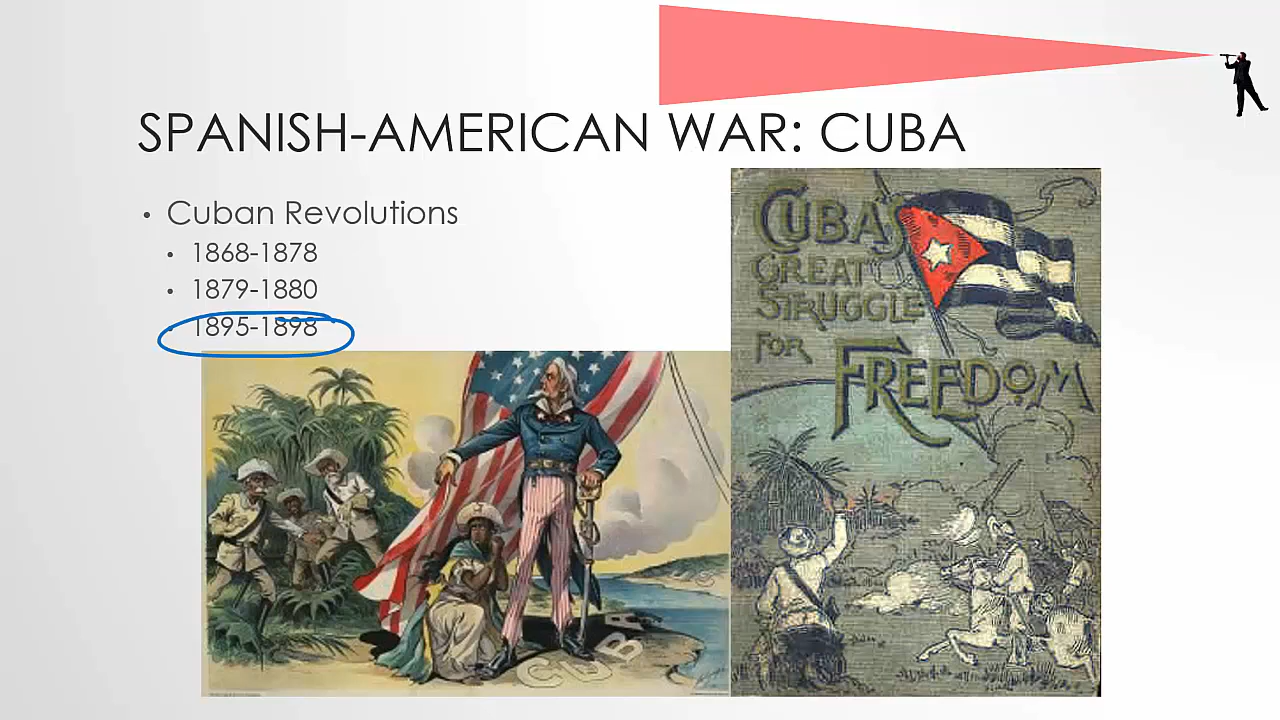 SPANISH-AMERICAN WAR: CUBA
• Cuban Revolutions
• 1868-1878
• 1879-1880
• 1895-1898
CUBA'S
GREAT
STRUGGLE
FOR
FREEDOM
CUBA